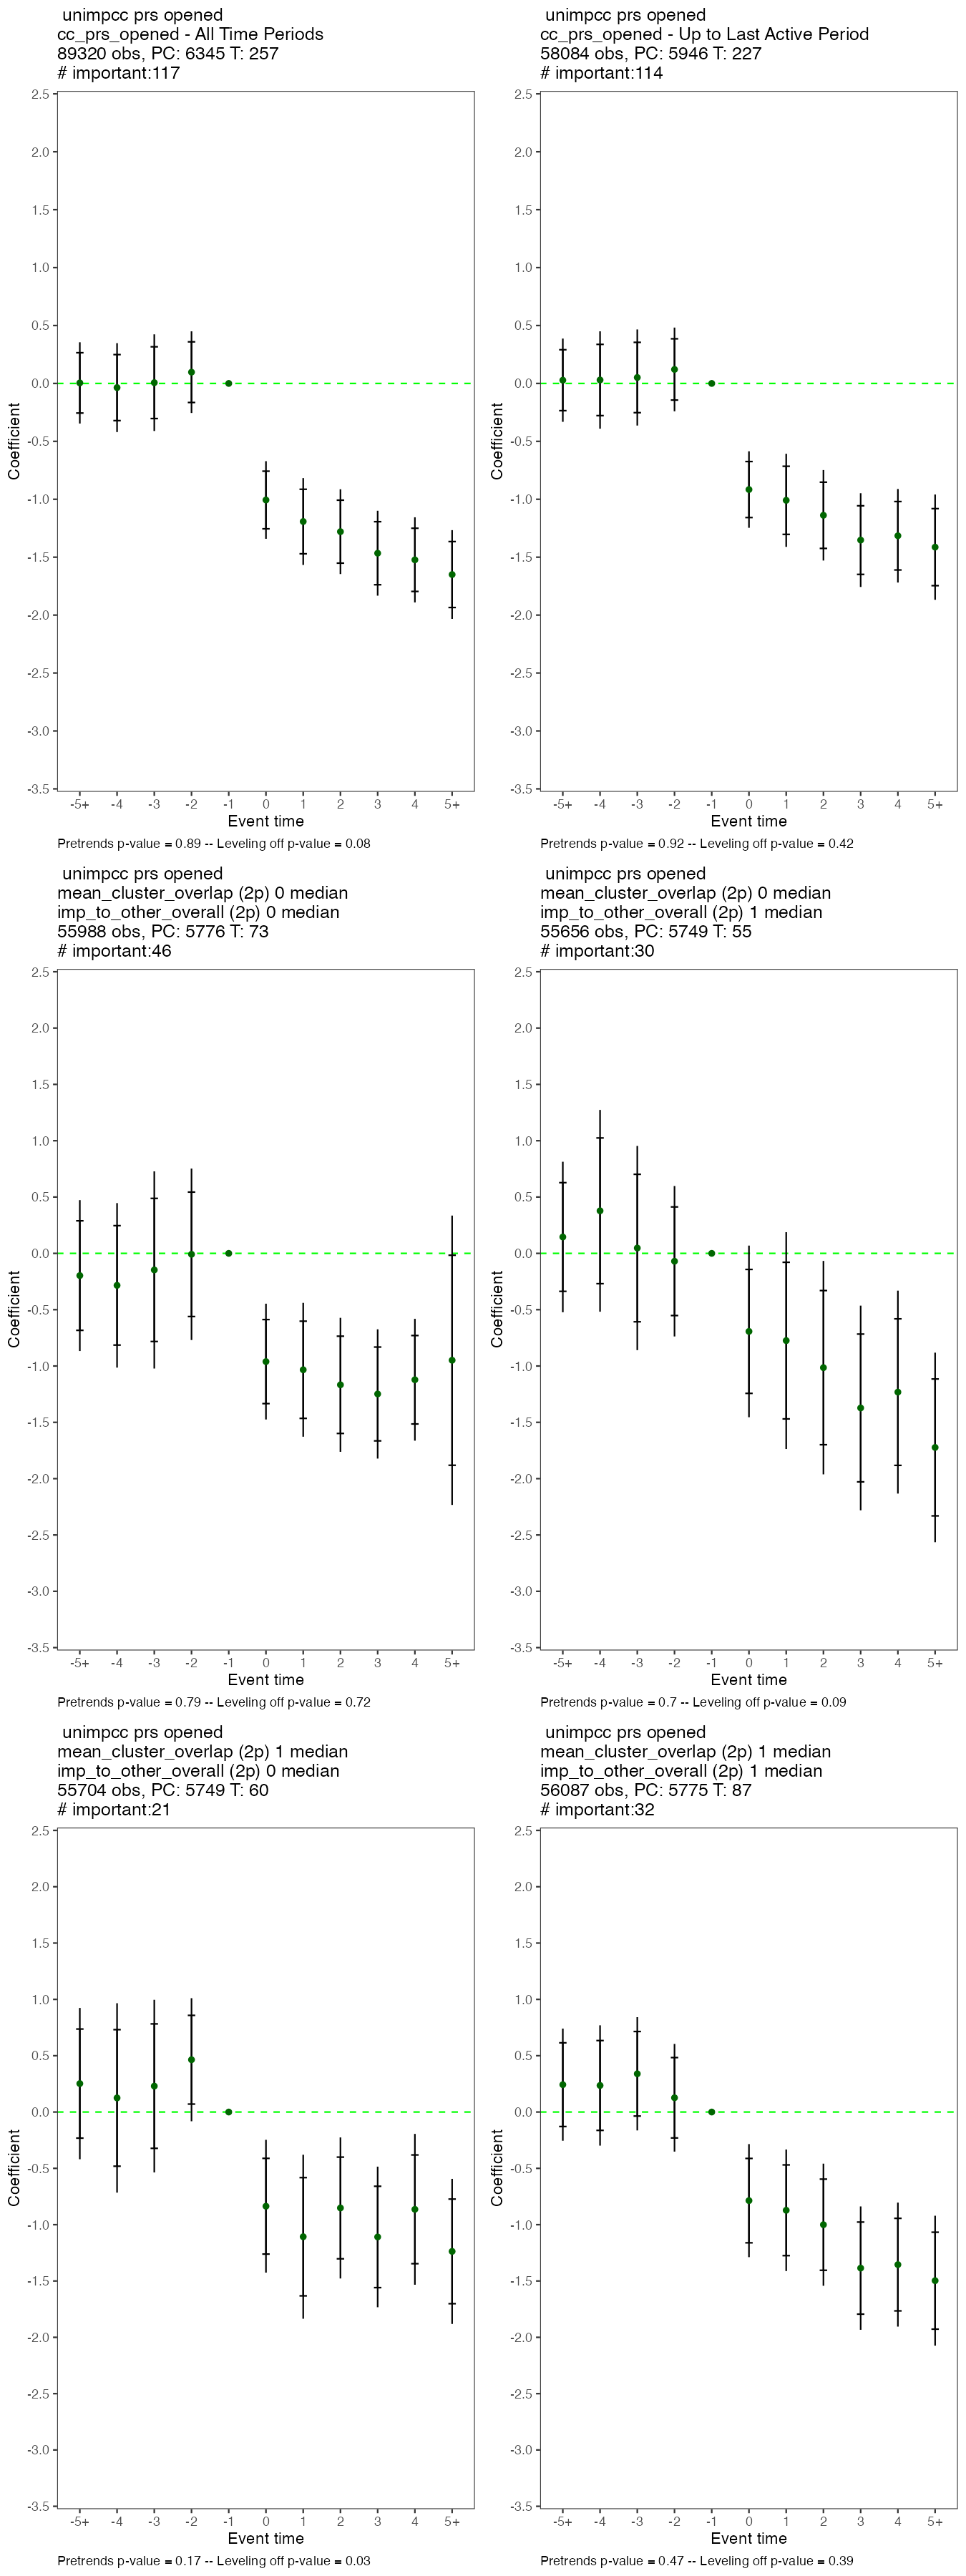 unimpcc prs opened
cc_prs_opened - All Time Periods
89320 obs, PC: 6345 T: 257
# important:117
2.5
2.0
1.5
1.0
0.5
0.0
-0.5
-1.0
-1.5
-2.0
-2.5
-3.0
-3.5
Coefficient
-5+ -4 -3 -2 -1 0 1 2 3 4 5+
Event time
Pretrends p-value = 0.89 -- Leveling off p-value = 0.08
unimpcc prs opened
cc_prs_opened - Up to Last Active Period
58084 obs, PC: 5946 T: 227
# important:114
2.5
2.0
1.5
1.0
0.5
0.0
-0.5
-1.0
-1.5
-2.0
-2.5
-3.0
-3.5
Coefficient
-5+ -4 -3 -2 -1 0 1 2 3 4 5+
Event time
Pretrends p-value = 0.92 -- Leveling off p-value = 0.42
unimpcc prs opened
mean_cluster_overlap (2p) 0 median
imp_to_other_overall (2p) 0 median
55988 obs, PC: 5776 T: 73
# important:46
2.5
2.0
1.5
1.0
0.5
0.0
-0.5
-1.0
-1.5
-2.0
-2.5
-3.0
-3.5
Coefficient
-5+ -4 -3 -2 -1 0 1 2 3 4 5+
Event time
Pretrends p-value = 0.79 -- Leveling off p-value = 0.72
unimpcc prs opened
mean_cluster_overlap (2p) 0 median
imp_to_other_overall (2p) 1 median
55656 obs, PC: 5749 T: 55
# important:30
2.5
2.0
1.5
1.0
0.5
0.0
-0.5
-1.0
-1.5
-2.0
-2.5
-3.0
-3.5
Coefficient
-5+ -4 -3 -2 -1 0 1 2 3 4 5+
Event time
Pretrends p-value = 0.7 -- Leveling off p-value = 0.09
unimpcc prs opened
mean_cluster_overlap (2p) 1 median
imp_to_other_overall (2p) 0 median
55704 obs, PC: 5749 T: 60
# important:21
2.5
2.0
1.5
1.0
0.5
0.0
-0.5
-1.0
-1.5
-2.0
-2.5
-3.0
-3.5
Coefficient
-5+ -4 -3 -2 -1 0 1 2 3 4 5+
Event time
Pretrends p-value = 0.17 -- Leveling off p-value = 0.03
unimpcc prs opened
mean_cluster_overlap (2p) 1 median
imp_to_other_overall (2p) 1 median
56087 obs, PC: 5775 T: 87
# important:32
2.5
2.0
1.5
1.0
0.5
0.0
-0.5
-1.0
-1.5
-2.0
-2.5
-3.0
-3.5
Coefficient
-5+ -4 -3 -2 -1 0 1 2 3 4 5+
Event time
Pretrends p-value = 0.47 -- Leveling off p-value = 0.39